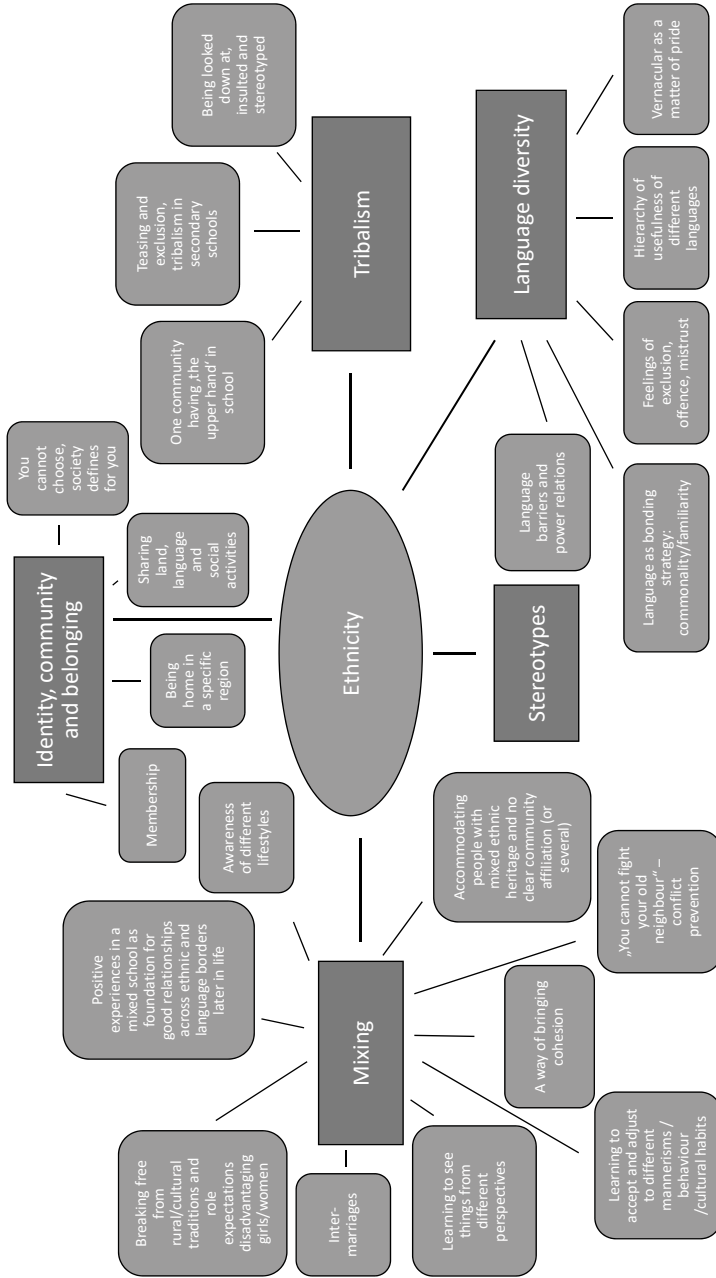 Identity, community
and belonging
Membership
Being
home in
a specific
region
Sharing
land,
language
and
social
activities
You
cannot
choose,
society
defines
for you
Tribalism
One community
having ‚the
upper hand‘ in
school
Teasing and
exclusion,
tribalism in
secondary
schools
Being looked
down at,
insulted and
stereotyped
Ethnicity
Mixing
Breaking free
from
rural/cultural
traditions and
role
expectations
disadvantaging
girls/women
Positive
experiences in a
mixed school as
foundation for
good relationships
across ethnic and
language borders
later in life
Awareness
of different
lifestyles
Inter-
marriages
Learning to see
things from
different
perspectives
Learning to
accept and adjust
to different
mannerisms /
behaviour
/cultural habits
A way of bringing
cohesion
„You cannot fight
your old
neighbour“ –
conflict
prevention
Accommodating
people with
mixed ethnic
heritage and no
clear community
affiliation (or
several)
Stereotypes
Language diversity
Language
barriers and
power relations
Language as bonding
strategy:
commonality/familiarity
Feelings of
exclusion,
offence, mistrust
Hierarchy of
usefulness of
different
languages
Vernacular as a
matter of pride